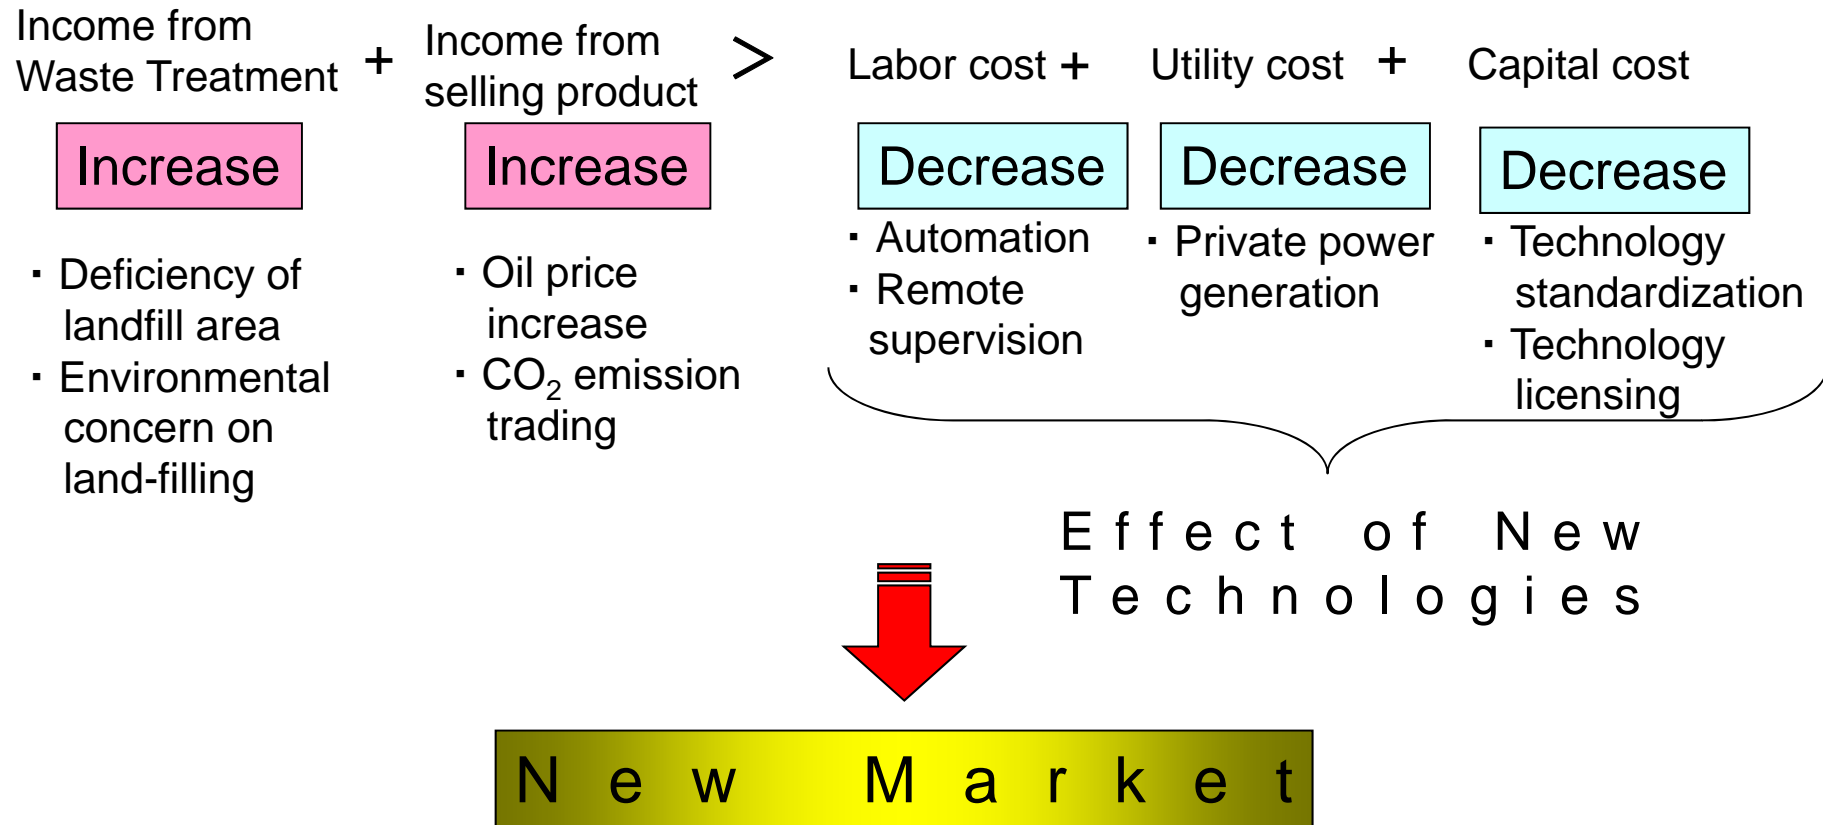 Income from
Waste Treatment
+
Income from
selling product
>
Labor cost +
Utility cost
+
Capital cost
Increase
Increase
Decrease
Decrease
Decrease
・Deficiency of
landfill area
・Environmental
concern on
land-filling
・Oil price
increase
・CO₂ emission
trading
・Automation
・Remote
supervision
・Private power
generation
・Technology
standardization
・Technology
licensing
Effect of New
Technologies
New Market